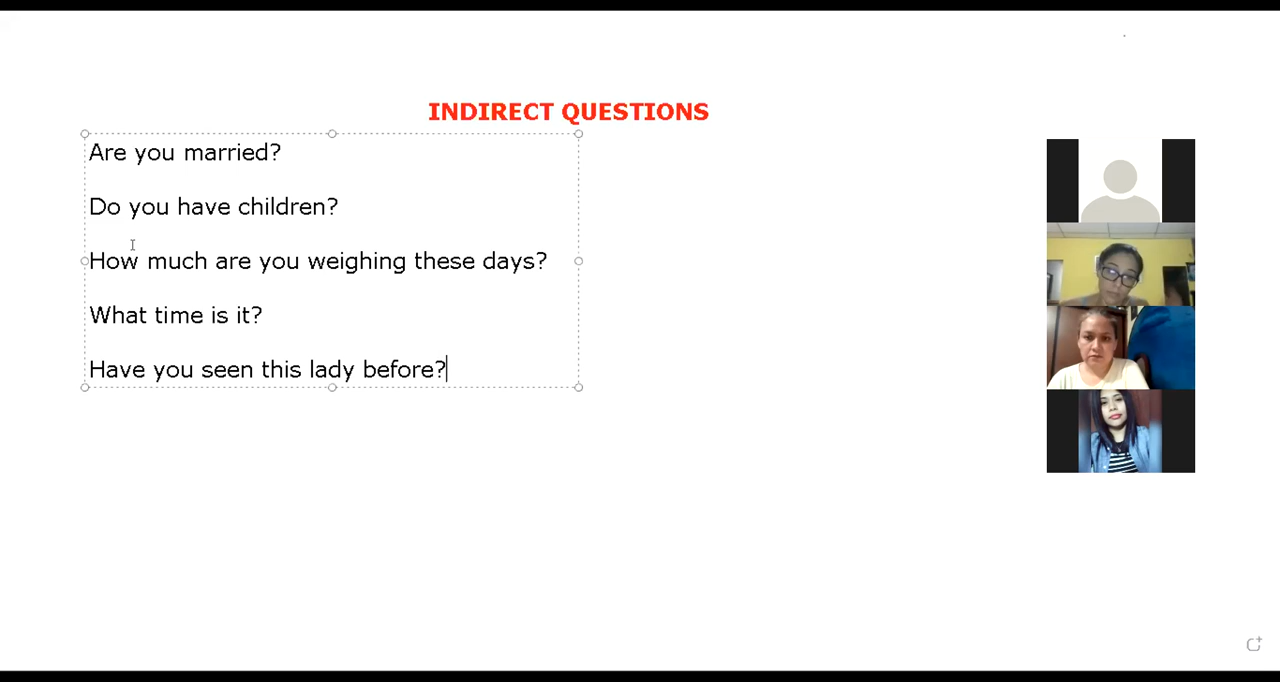 INDIRECT QUESTIONS
Are you married?
Do you have children?
How much are you weighing these days?
What time is it?
Have you seen this lady before?